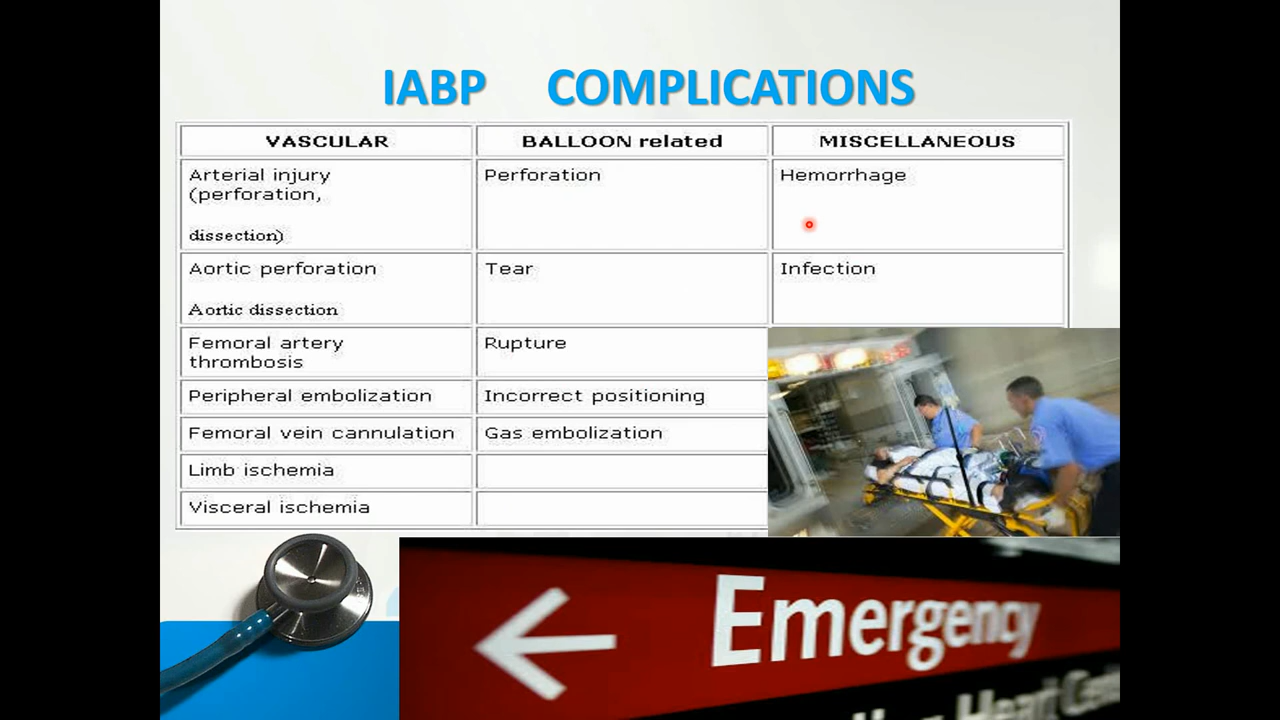 IABP COMPLICATIONS
VASCULAR BALLOON related MISCELLANEOUS
Arterial injury
(perforation,
dissection)
Perforation
Hemorrhage
Aortic perforation
Aortic dissection
Tear
Infection
Femoral artery
thrombosis
Rupture
Peripheral embolization
Incorrect positioning
Femoral vein cannulation
Gas embolization
Limb ischemia
Visceral ischemia
Emergency
Heart